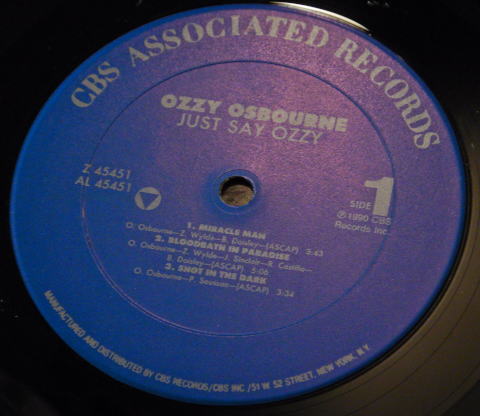 CBS ASSOCIATED RECORDS
OZZY OSBOURNE
JUST SAY OZZY
Z 45451
AL 45451
SIDE 1
℗ 1990 CBS
Records Inc.
1. MIRACLE MAN
O. Osbourne–Z. Wylde–B. Daisley–(ASCAP) 3:43
2. BLOODBATH IN PARADISE
O. Osbourne–Z. Wylde–J. Sinclair–R. Castillo–
B. Daisley–(ASCAP) 5:06
3. SHOT IN THE DARK
O. Osbourne–P. Soussan–(ASCAP) 3:34
MANUFACTURED AND DISTRIBUTED BY CBS RECORDS/CBS INC./51 W. 52 STREET, NEW YORK, N.Y.